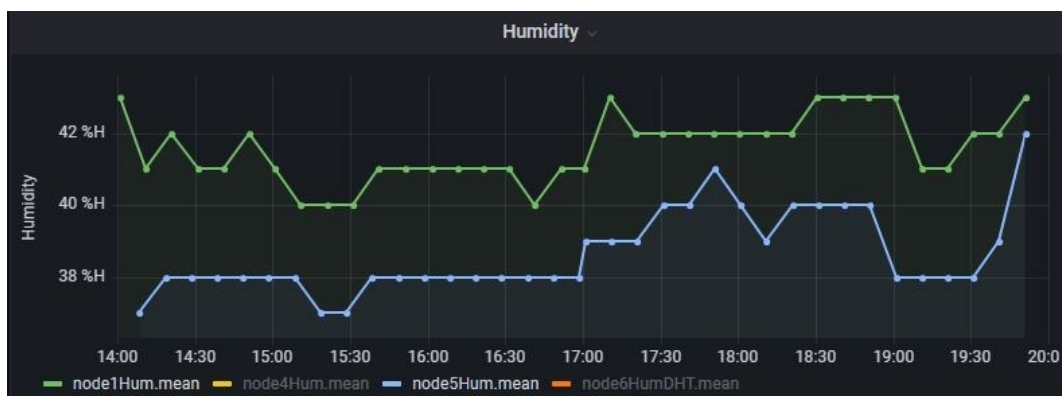 Humidity
Humidity
42 %H
40 %H
38 %H
14:00 14:30 15:00 15:30 16:00 16:30 17:00 17:30 18:00 18:30 19:00 19:30 20:0
node1Hum.mean node4Hum.mean node5Hum.mean node6HumDHT.mean